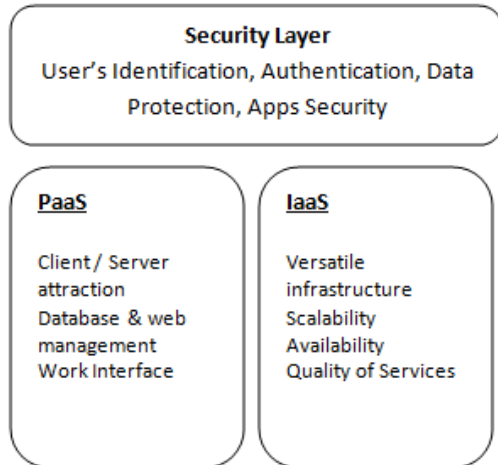 Security Layer
User's Identification, Authentication, Data
Protection, Apps Security
PaaS
Client / Server
attraction
Database & web
management
Work Interface
IaaS
Versatile
infrastructure
Scalability
Availability
Quality of Services